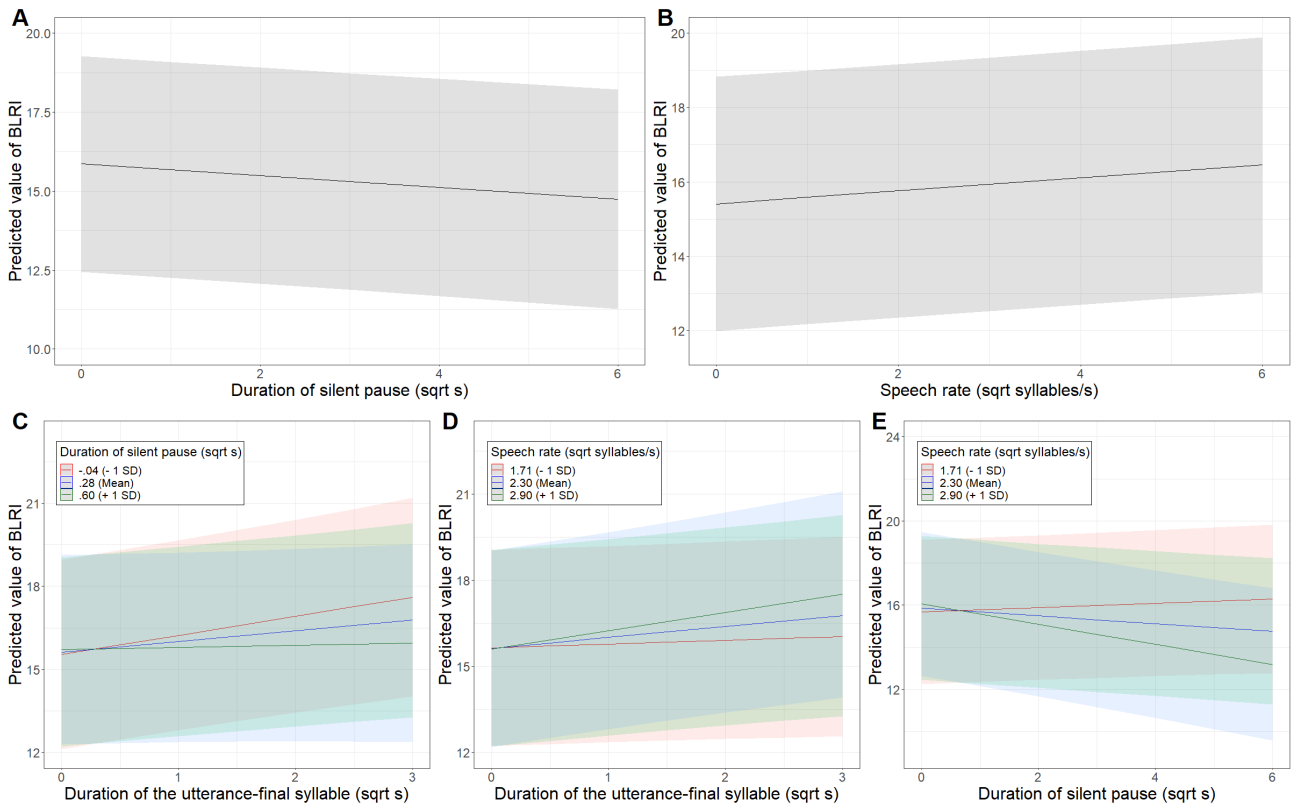 A
Predicted value of BLRI
20.0
17.5
15.0
12.5
10.0
0 2 4 6
Duration of silent pause (sqrt s)
B
Predicted value of BLRI
20
18
16
14
12
0 2 4 6
Speech rate (sqrt syllables/s)
C
Predicted value of BLRI
21
18
15
12
Duration of silent pause (sqrt s)
-.04 (- 1 SD)
.28 (Mean)
.60 (+ 1 SD)
0 1 2 3
Duration of the utterance-final syllable (sqrt s)
D
Predicted value of BLRI
21
18
15
12
Speech rate (sqrt syllables/s)
1.71 (- 1 SD)
2.30 (Mean)
2.90 (+ 1 SD)
0 1 2 3
Duration of the utterance-final syllable (sqrt s)
E
Predicted value of BLRI
24
20
16
12
Speech rate (sqrt syllables/s)
1.71 (- 1 SD)
2.30 (Mean)
2.90 (+ 1 SD)
0 2 4 6
Duration of silent pause (sqrt s)